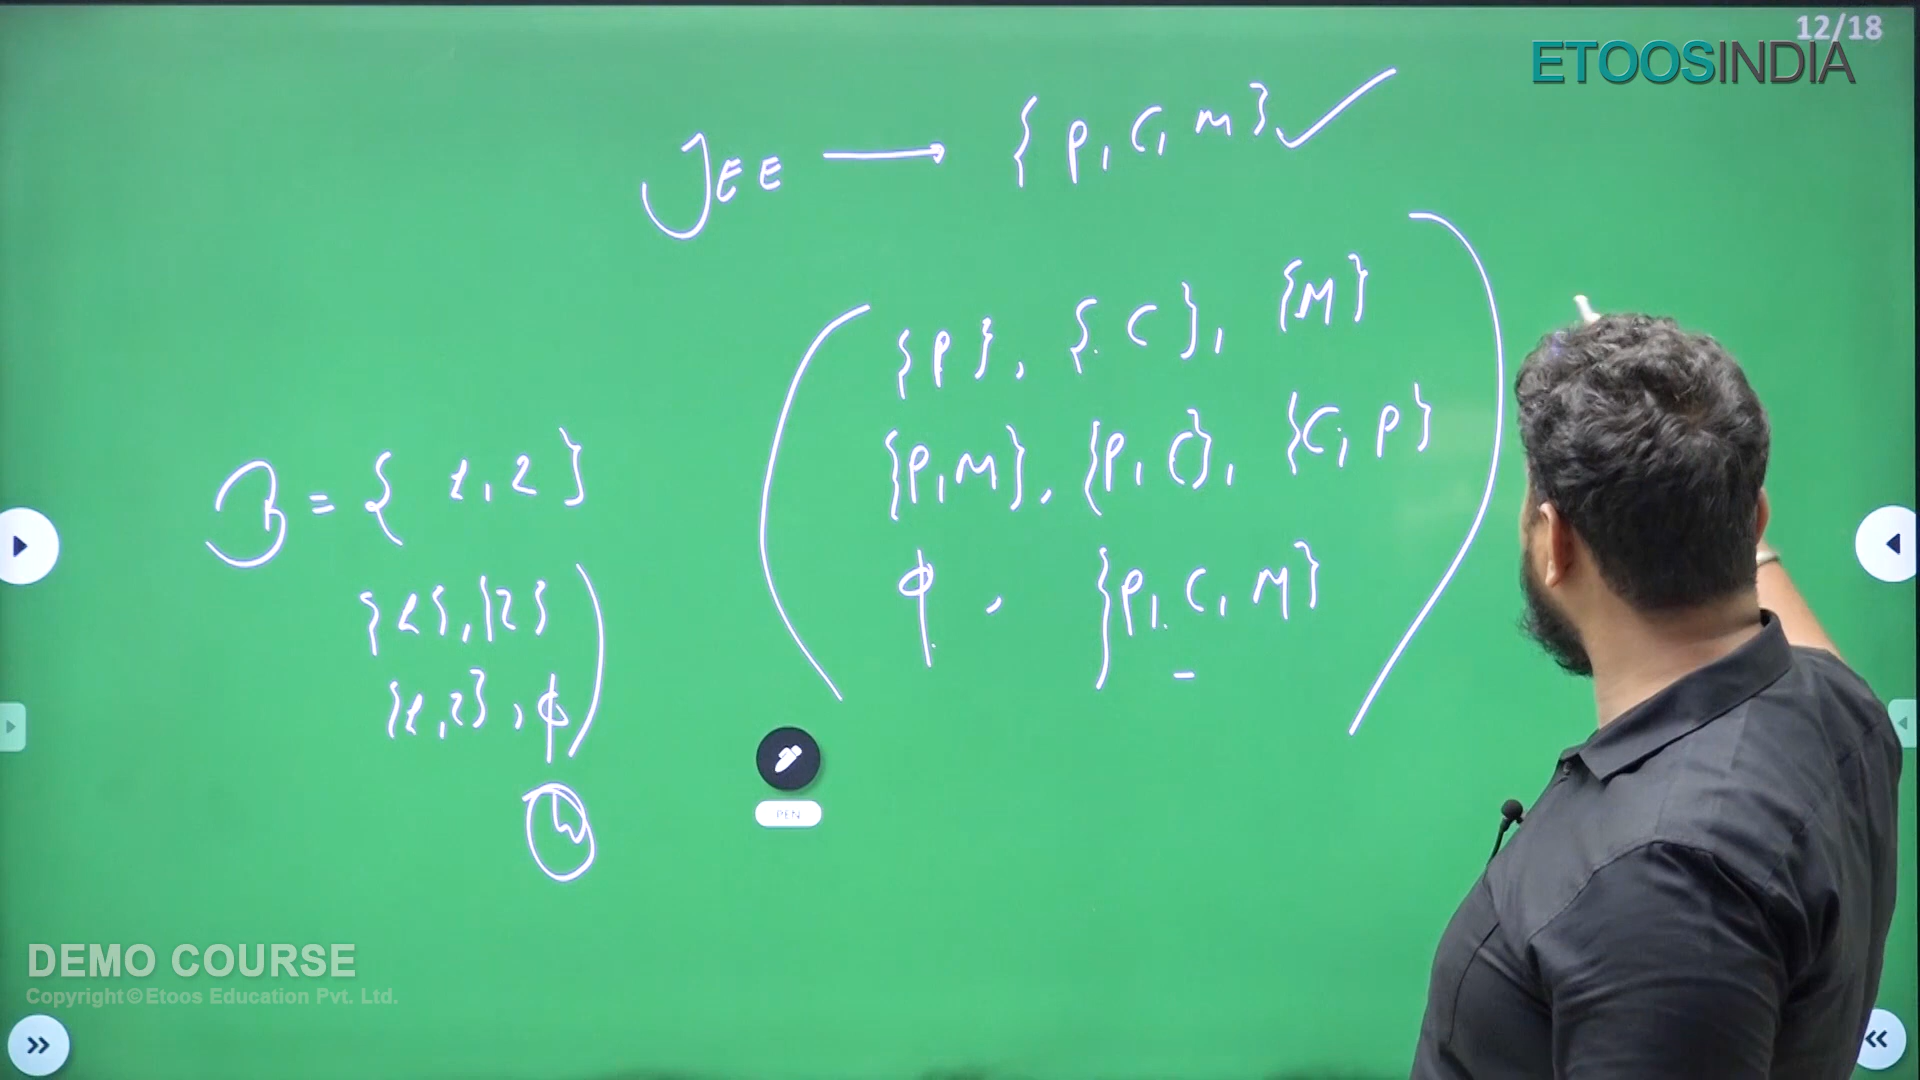 12/18
ETOOSINDIA
JEE → { P, C, M} ✓
{P}, {C}, {M}
{P, M}, {P, C}, {C, P}
ϕ, {P, C, M}
B = { 1, 2 }
{1}, {2}
{1, 2}, ϕ
4
PEN
DEMO COURSE
Copyright © Etoos Education Pvt. Ltd.